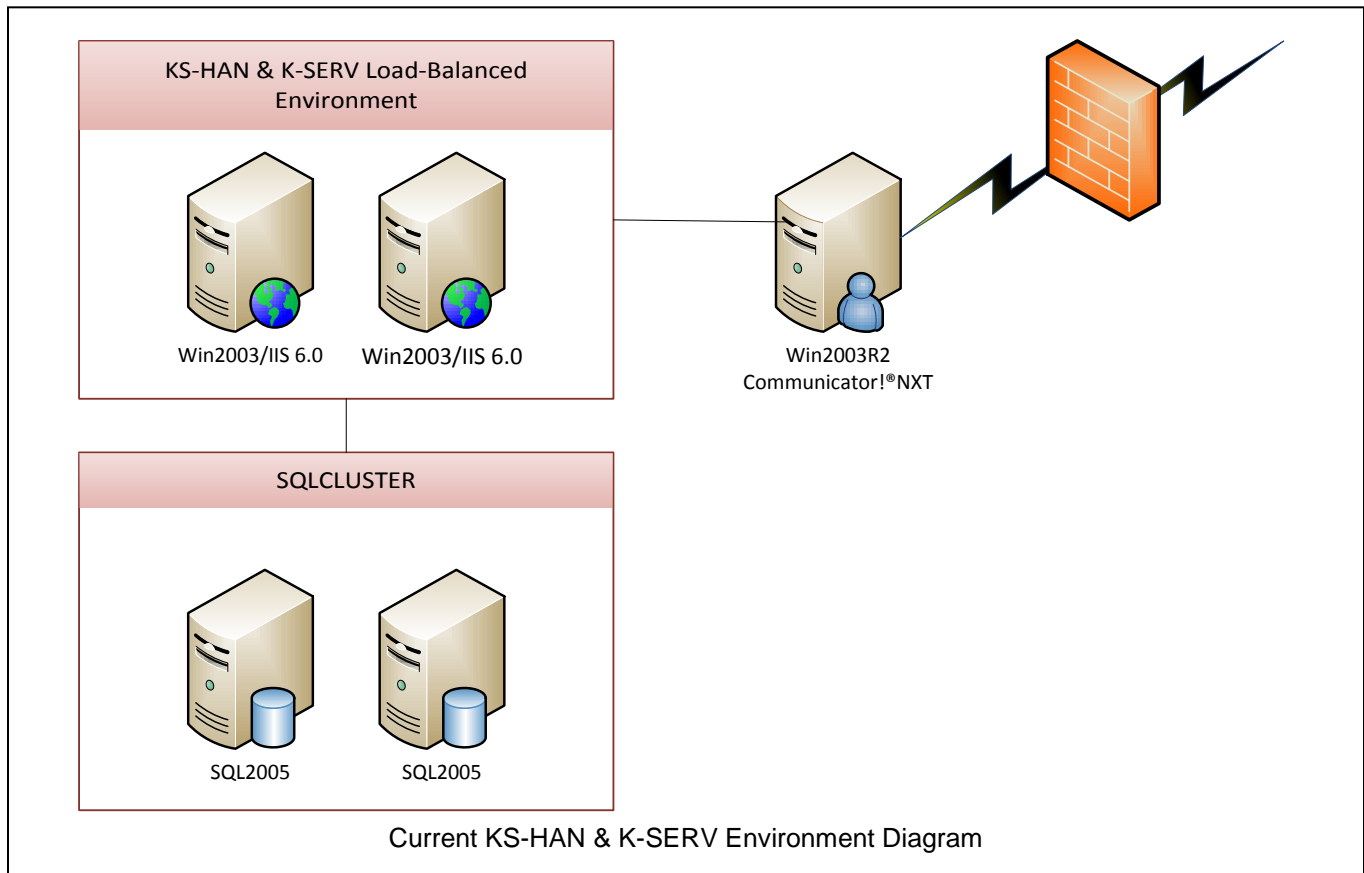 KS-HAN & K-SERV Load-Balanced
Environment
Win2003/IIS 6.0
Win2003/IIS 6.0
Win2003R2
Communicator!®NXT
SQLCLUSTER
SQL2005
SQL2005
Current KS-HAN & K-SERV Environment Diagram